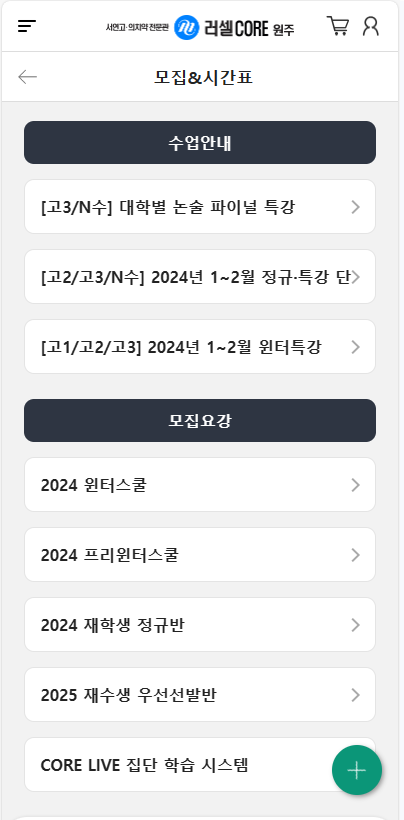 서연고·의치약 전문관 러셀CORE 원주
모집&시간표
수업안내
[고3/N수] 대학별 논술 파이널 특강
[고2/고3/N수] 2024년 1~2월 정규·특강 단
[고1/고2/고3] 2024년 1~2월 윈터특강
모집요강
2024 윈터스쿨
2024 프리윈터스쿨
2024 재학생 정규반
2025 재수생 우선선발반
CORE LIVE 집단 학습 시스템